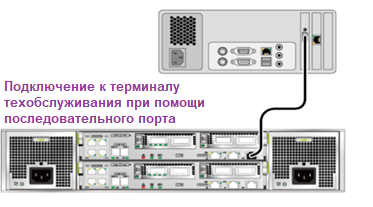 Подключение к терминалу
техобслуживания при помощи
последовательного порта